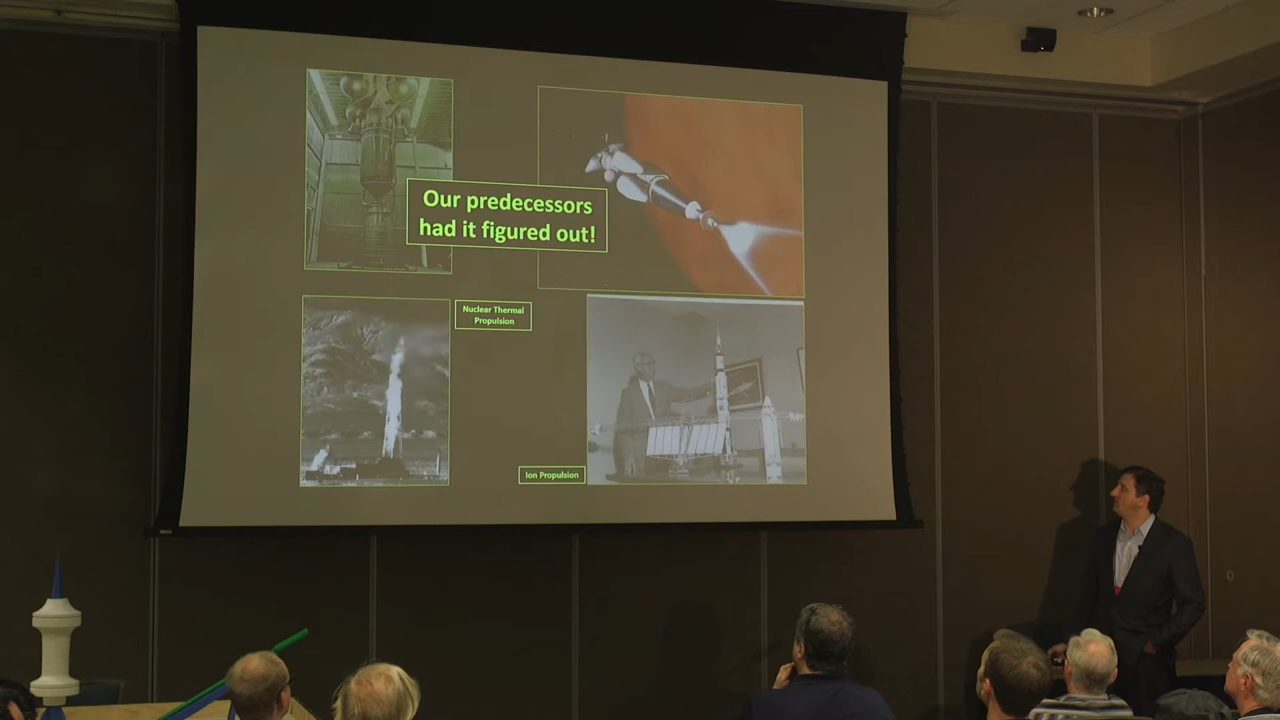 Our predecessors
had it figured out!
Nuclear Thermal
Propulsion
Ion Propulsion